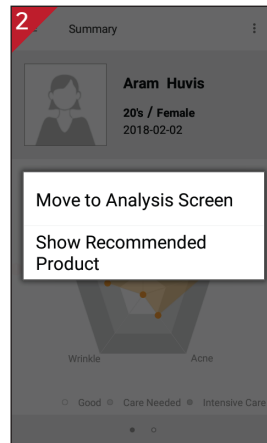 2
Summary
Aram Huvis
20's / Female
2018-02-02
Move to Analysis Screen
Show Recommended
Product
Wrinkle Acne
Good Care Needed Intensive Care